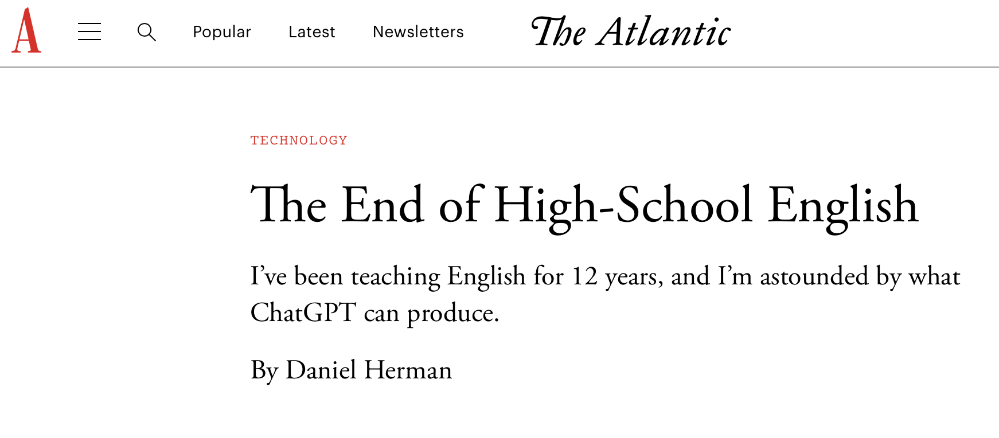 A
Popular Latest Newsletters The Atlantic
TECHNOLOGY
The End of High-School English
I’ve been teaching English for 12 years, and I’m astounded by what
ChatGPT can produce.
By Daniel Herman